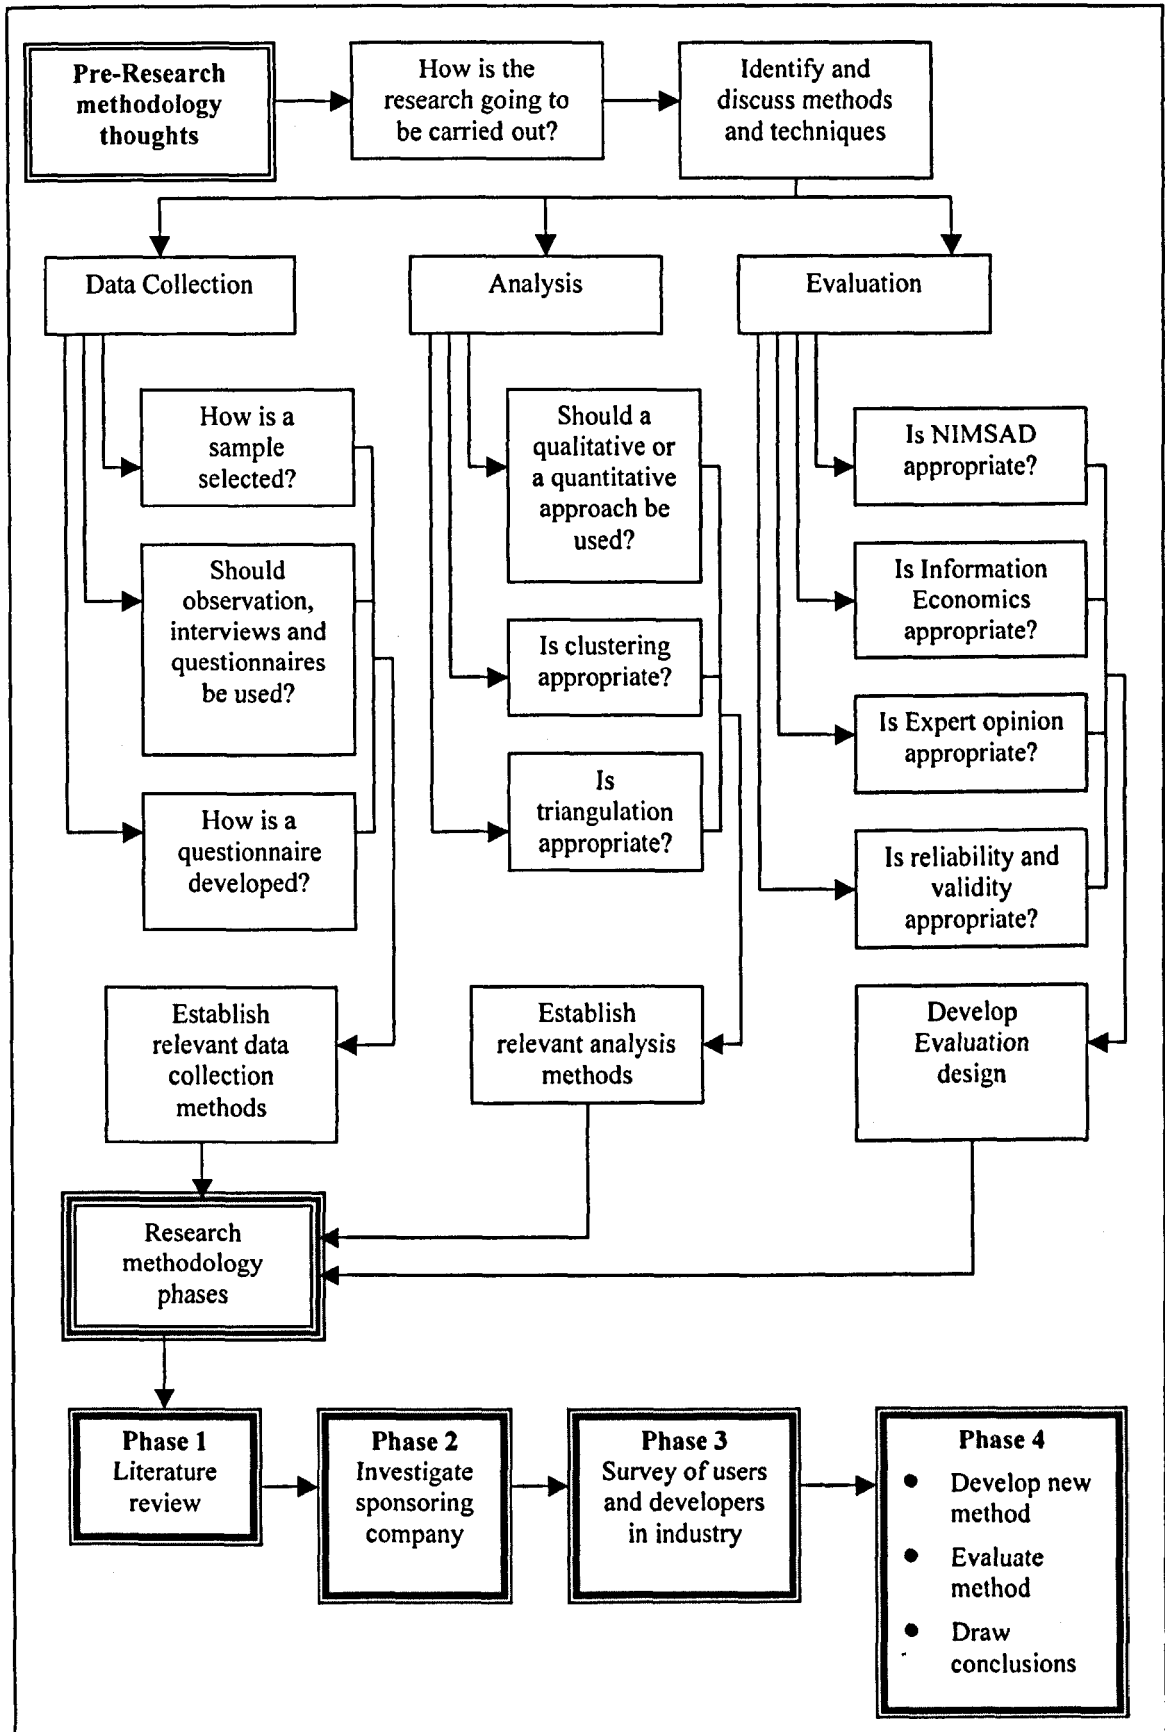 Pre-Research
methodology
thoughts
How is the
research going to
be carried out?
Identify and
discuss methods
and techniques
Data Collection
Analysis
Evaluation
How is a
sample
selected?
Should
observation,
interviews and
questionnaires
be used?
How is a
questionnaire
developed?
Should a
qualitative or
a quantitative
approach be
used?
Is clustering
appropriate?
Is
triangulation
appropriate?
Is NIMSAD
appropriate?
Is Information
Economics
appropriate?
Is Expert opinion
appropriate?
Is reliability and
validity
appropriate?
Establish
relevant data
collection
methods
Establish
relevant analysis
methods
Develop
Evaluation
design
Research
methodology
phases
Phase 1
Literature
review
Phase 2
Investigate
sponsoring
company
Phase 3
Survey of users
and developers
in industry
Phase 4
● Develop new
method
● Evaluate
method
● Draw
conclusions